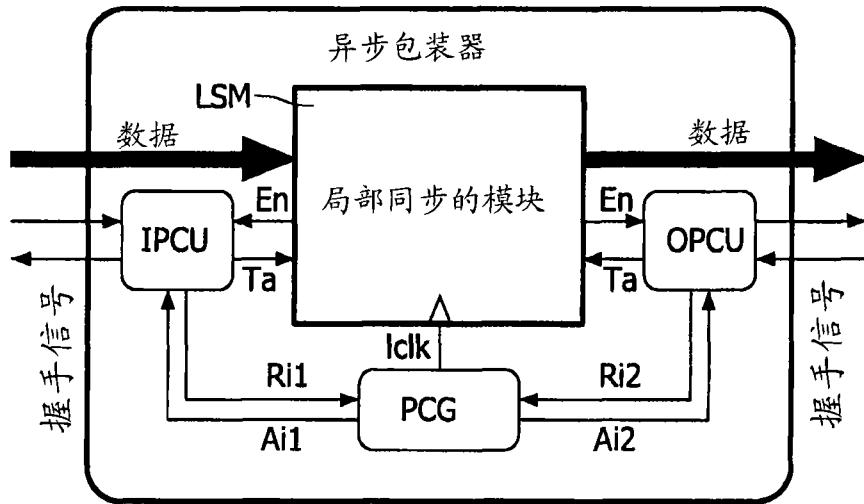 异步包装器
LSM
数据
数据
局部同步的模块
En
En
IPCU
OPCU
Ta
Ta
握手信号
握手信号
lclk
Ri1
Ri2
PCG
Ai1
Ai2